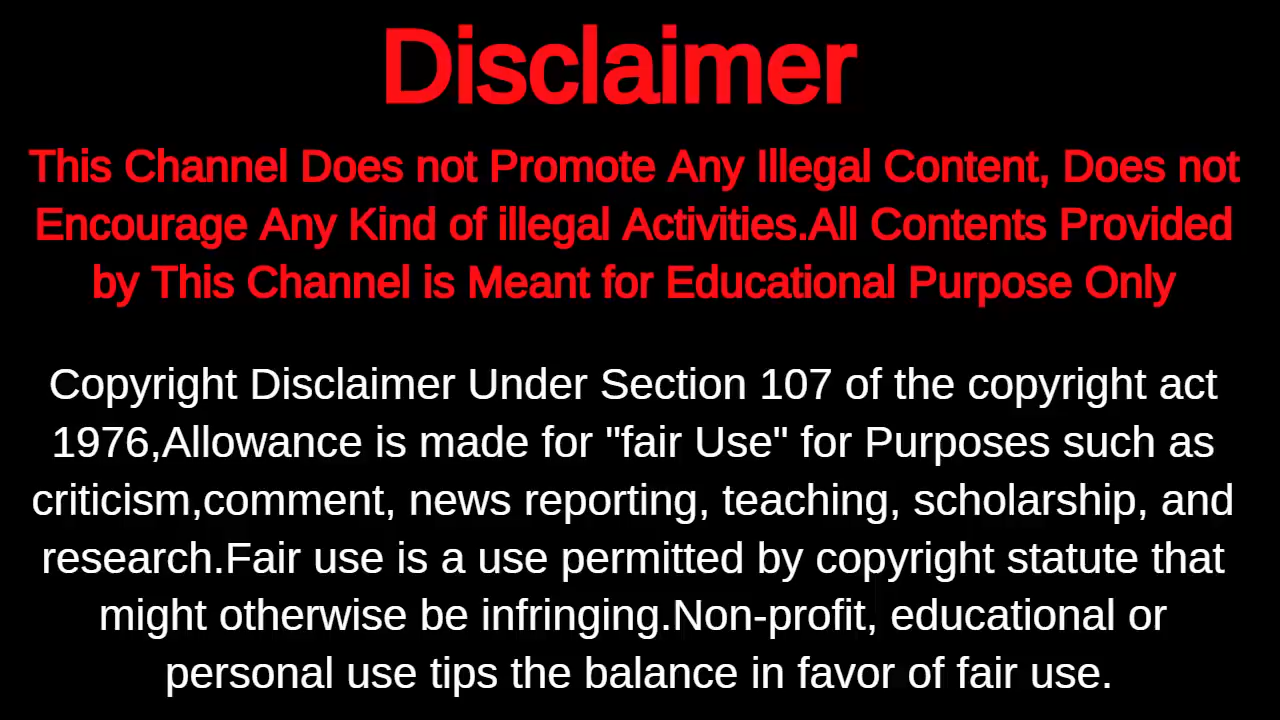 Disclaimer
This Channel Does not Promote Any Illegal Content, Does not
Encourage Any Kind of illegal Activities.All Contents Provided
by This Channel is Meant for Educational Purpose Only
Copyright Disclaimer Under Section 107 of the copyright act
1976,Allowance is made for "fair Use" for Purposes such as
criticism,comment, news reporting, teaching, scholarship, and
research.Fair use is a use permitted by copyright statute that
might otherwise be infringing.Non-profit, educational or
personal use tips the balance in favor of fair use.